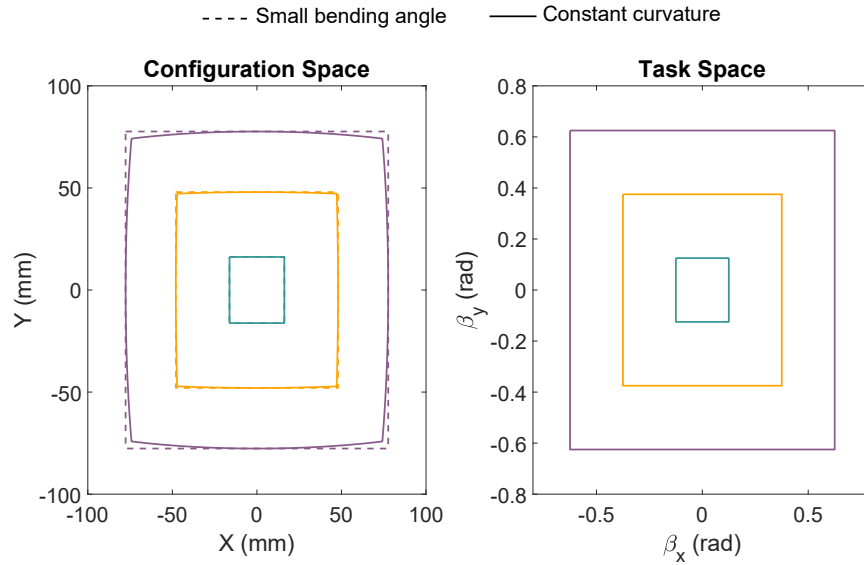 Small bending angle Constant curvature
Configuration Space
100
50
0
-50
-100
Y (mm)
-100 -50 0 50 100
X (mm)
Task Space
0.8
0.6
0.4
0.2
0
-0.2
-0.4
-0.6
-0.8
β_y (rad)
-0.5 0 0.5
β_x (rad)